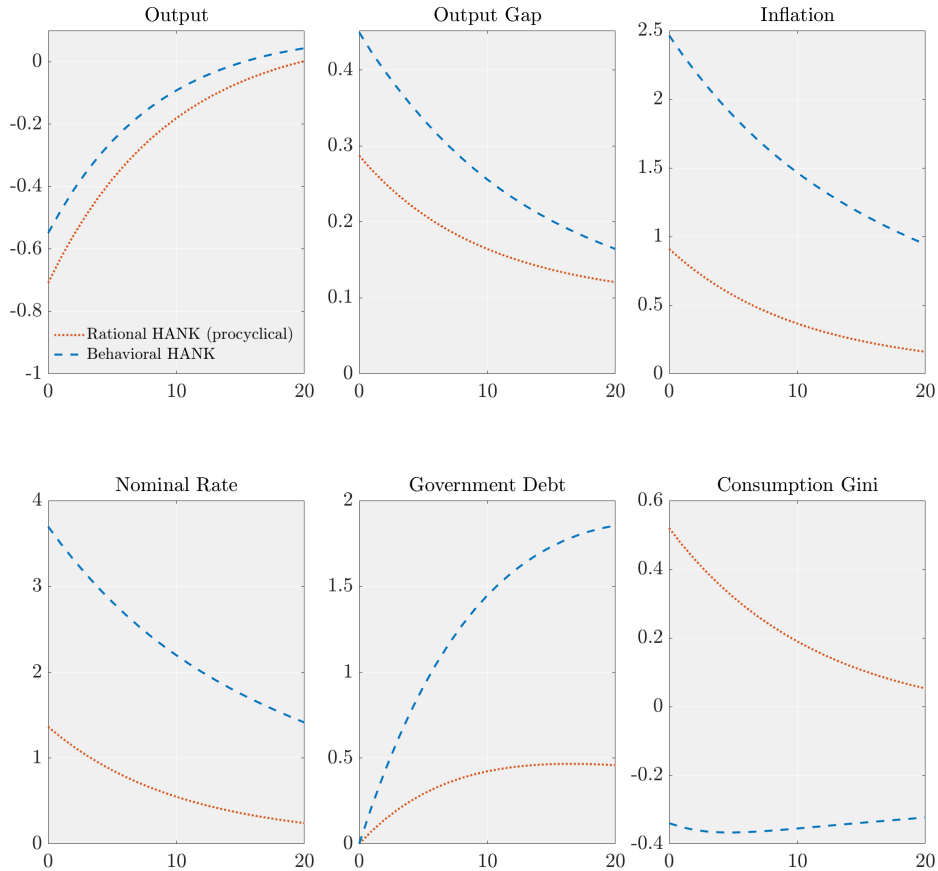 Output
0
-0.2
-0.4
-0.6
-0.8
-1
0 10 20
Rational HANK (procyclical)
Behavioral HANK
Output Gap
0.4
0.3
0.2
0.1
0
0 10 20
Inflation
2.5
2
1.5
1
0.5
0
0 10 20
Nominal Rate
4
3
2
1
0
0 10 20
Government Debt
2
1.5
1
0.5
0
0 10 20
Consumption Gini
0.6
0.4
0.2
0
-0.2
-0.4
0 10 20